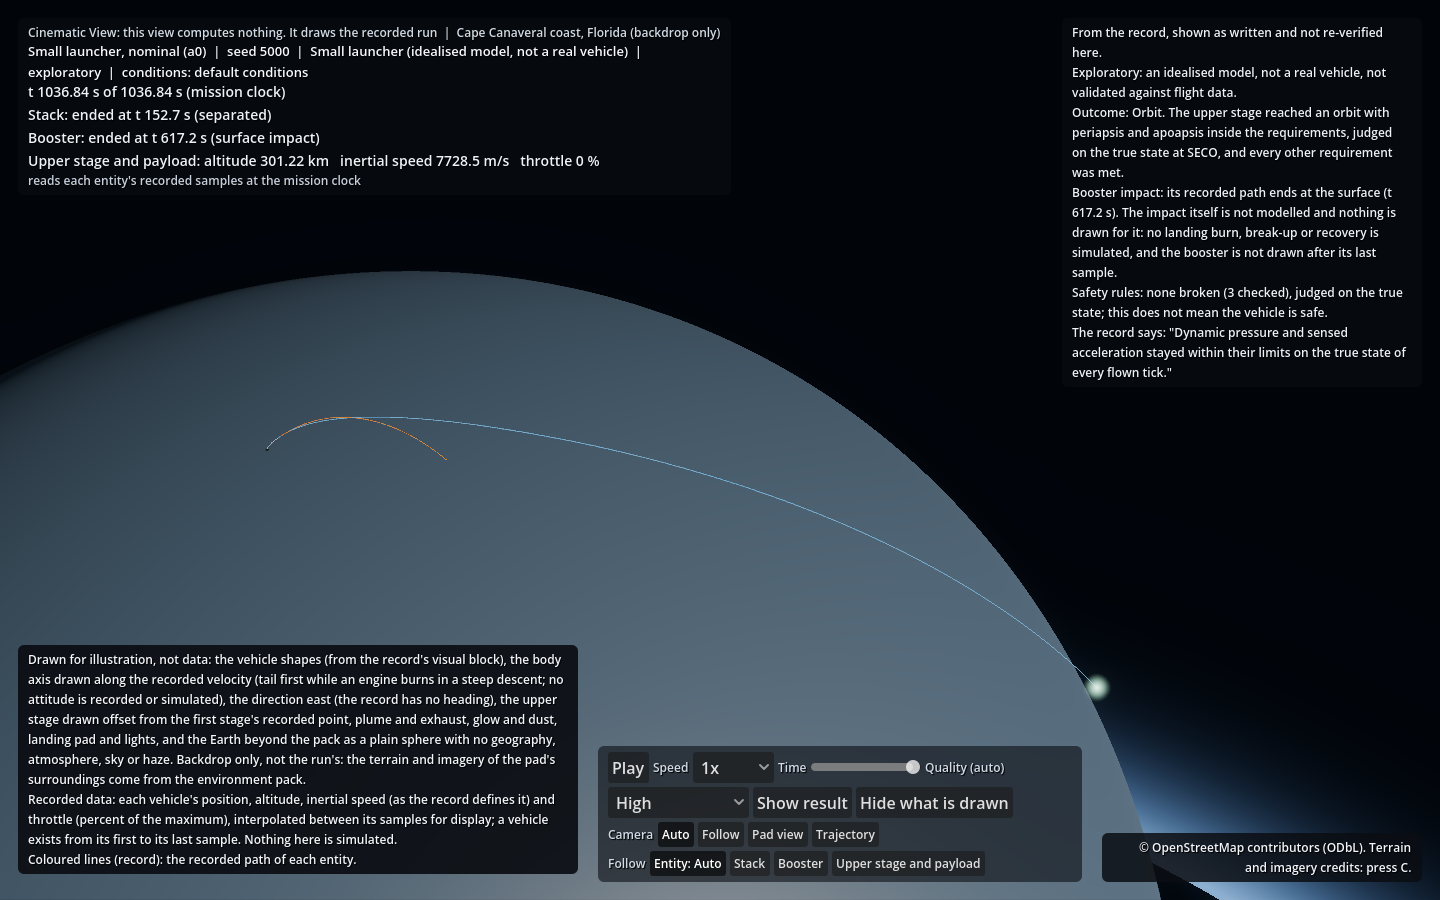 Cinematic View: this view computes nothing. It draws the recorded run | Cape Canaveral coast, Florida (backdrop only)
Small launcher, nominal (a0) | seed 5000 | Small launcher (idealised model, not a real vehicle) |
exploratory | conditions: default conditions
t 1036.84 s of 1036.84 s (mission clock)
Stack: ended at t 152.7 s (separated)
Booster: ended at t 617.2 s (surface impact)
Upper stage and payload: altitude 301.22 km inertial speed 7728.5 m/s throttle 0 %
reads each entity's recorded samples at the mission clock
From the record, shown as written and not re-verified
here.
Exploratory: an idealised model, not a real vehicle, not
validated against flight data.
Outcome: Orbit. The upper stage reached an orbit with
periapsis and apoapsis inside the requirements, judged
on the true state at SECO, and every other requirement
was met.
Booster impact: its recorded path ends at the surface (t
617.2 s). The impact itself is not modelled and nothing is
drawn for it: no landing burn, break-up or recovery is
simulated, and the booster is not drawn after its last
sample.
Safety rules: none broken (3 checked), judged on the true
state; this does not mean the vehicle is safe.
The record says: "Dynamic pressure and sensed
acceleration stayed within their limits on the true state of
every flown tick."
Drawn for illustration, not data: the vehicle shapes (from the record's visual block), the body
axis drawn along the recorded velocity (tail first while an engine burns in a steep descent; no
attitude is recorded or simulated), the direction east (the record has no heading), the upper
stage drawn offset from the first stage's recorded point, plume and exhaust, glow and dust,
landing pad and lights, and the Earth beyond the pack as a plain sphere with no geography,
atmosphere, sky or haze. Backdrop only, not the run's: the terrain and imagery of the pad's
surroundings come from the environment pack.
Recorded data: each vehicle's position, altitude, inertial speed (as the record defines it) and
throttle (percent of the maximum), interpolated between its samples for display; a vehicle
exists from its first to its last sample. Nothing here is simulated.
Coloured lines (record): the recorded path of each entity.
Play Speed 1x Time Quality (auto)
High Show result Hide what is drawn
Camera Auto Follow Pad view Trajectory
Follow Entity: Auto Stack Booster Upper stage and payload
© OpenStreetMap contributors (ODbL). Terrain
and imagery credits: press C.